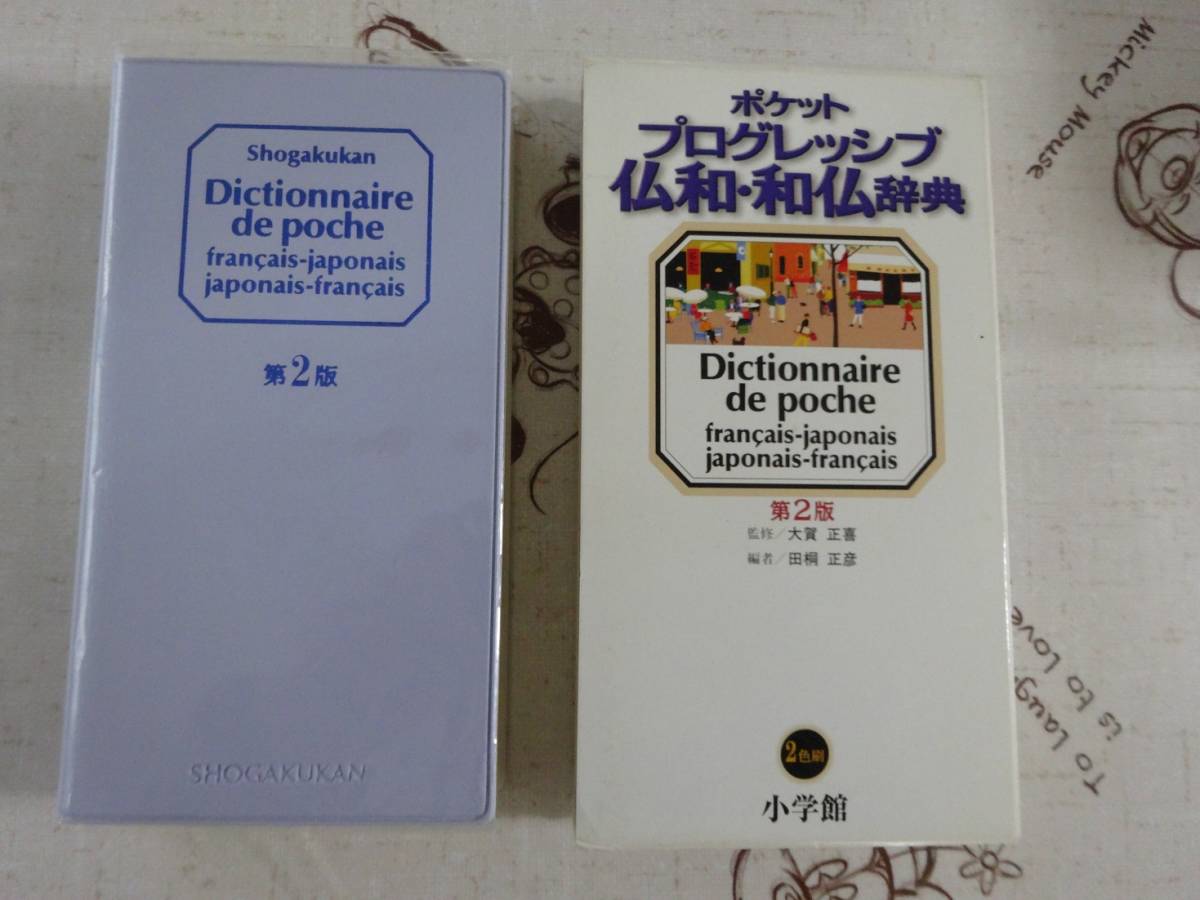 Shogakukan
Dictionnaire
de poche
français-japonais
japonais-français
第2版
SHOGAKUKAN
ポケット
プログレッシブ
仏和・和仏辞典
Dictionnaire
de poche
français-japonais
japonais-français
第2版
監修／大賀 正喜
編者／田桐 正彦
2色刷
小学館
Mickey Mouse
To Laugh
is to Love